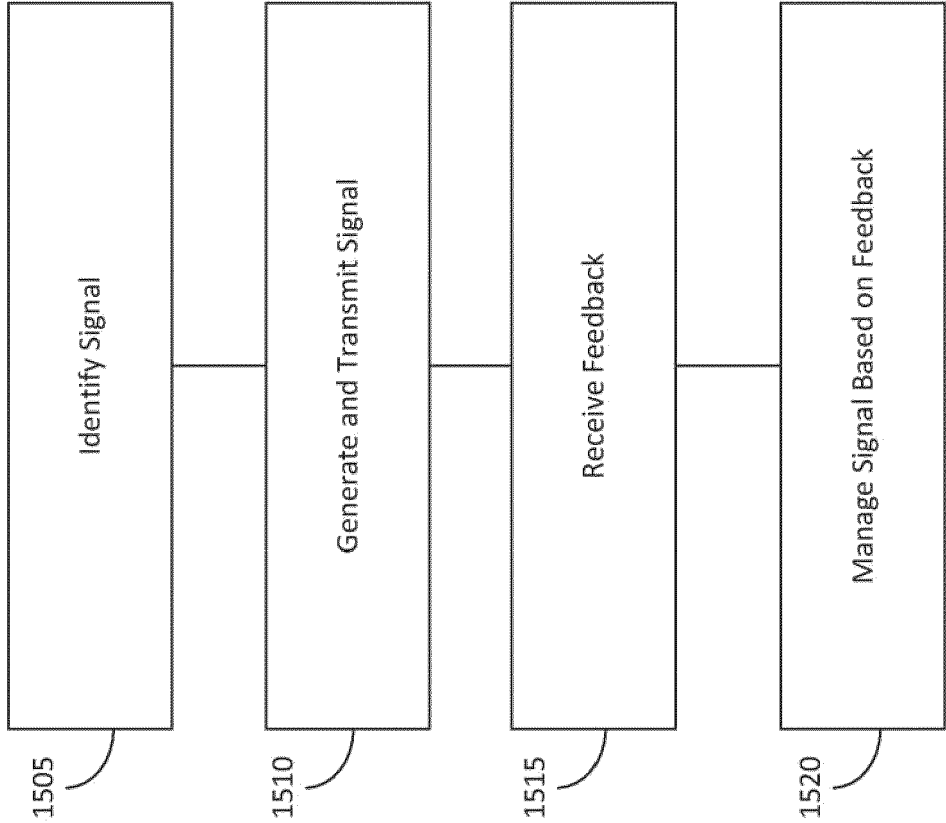 1505
Identify Signal
1510
Generate and Transmit Signal
1515
Receive Feedback
1520
Manage Signal Based on Feedback